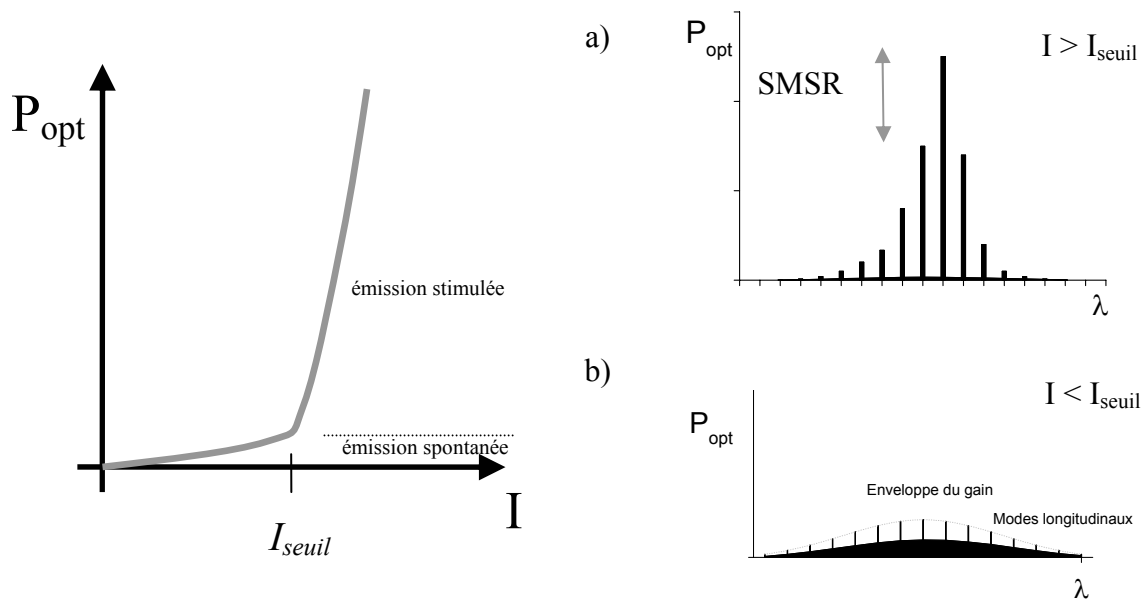 P_opt
émission stimulée
émission spontanée
I
I_seuil
a)
P_opt
I > I_seuil
SMSR
λ
b)
P_opt
I < I_seuil
Enveloppe du gain
Modes longitudinaux
λ